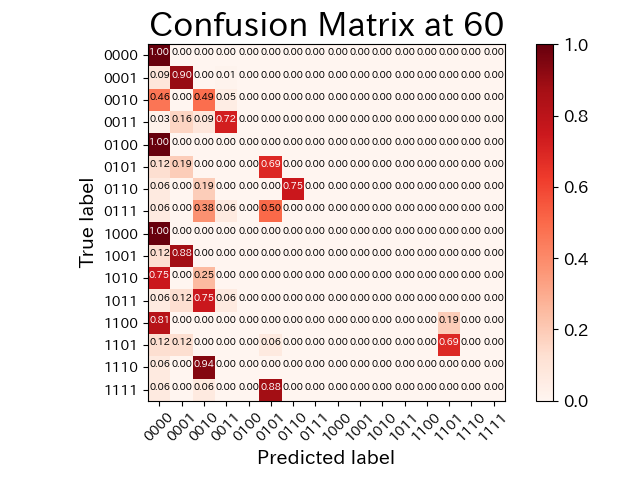 Confusion Matrix at 60
True label
0000 1.00 0.00 0.00 0.00 0.00 0.00 0.00 0.00 0.00 0.00 0.00 0.00 0.00 0.00 0.00 0.00
0001 0.09 0.90 0.00 0.01 0.00 0.00 0.00 0.00 0.00 0.00 0.00 0.00 0.00 0.00 0.00 0.00
0010 0.46 0.00 0.49 0.05 0.00 0.00 0.00 0.00 0.00 0.00 0.00 0.00 0.00 0.00 0.00 0.00
0011 0.03 0.16 0.09 0.72 0.00 0.00 0.00 0.00 0.00 0.00 0.00 0.00 0.00 0.00 0.00 0.00
0100 1.00 0.00 0.00 0.00 0.00 0.00 0.00 0.00 0.00 0.00 0.00 0.00 0.00 0.00 0.00 0.00
0101 0.12 0.19 0.00 0.00 0.00 0.69 0.00 0.00 0.00 0.00 0.00 0.00 0.00 0.00 0.00 0.00
0110 0.06 0.00 0.19 0.00 0.00 0.00 0.75 0.00 0.00 0.00 0.00 0.00 0.00 0.00 0.00 0.00
0111 0.06 0.00 0.38 0.06 0.00 0.50 0.00 0.00 0.00 0.00 0.00 0.00 0.00 0.00 0.00 0.00
1000 1.00 0.00 0.00 0.00 0.00 0.00 0.00 0.00 0.00 0.00 0.00 0.00 0.00 0.00 0.00 0.00
1001 0.12 0.88 0.00 0.00 0.00 0.00 0.00 0.00 0.00 0.00 0.00 0.00 0.00 0.00 0.00 0.00
1010 0.75 0.00 0.25 0.00 0.00 0.00 0.00 0.00 0.00 0.00 0.00 0.00 0.00 0.00 0.00 0.00
1011 0.06 0.12 0.75 0.06 0.00 0.00 0.00 0.00 0.00 0.00 0.00 0.00 0.00 0.00 0.00 0.00
1100 0.81 0.00 0.00 0.00 0.00 0.00 0.00 0.00 0.00 0.00 0.00 0.00 0.00 0.19 0.00 0.00
1101 0.12 0.12 0.00 0.00 0.00 0.06 0.00 0.00 0.00 0.00 0.00 0.00 0.00 0.69 0.00 0.00
1110 0.06 0.00 0.94 0.00 0.00 0.00 0.00 0.00 0.00 0.00 0.00 0.00 0.00 0.00 0.00 0.00
1111 0.06 0.00 0.06 0.00 0.00 0.88 0.00 0.00 0.00 0.00 0.00 0.00 0.00 0.00 0.00 0.00
0000 0001 0010 0011 0100 0101 0110 0111 1000 1001 1010 1011 1100 1101 1110 1111
Predicted label
1.0
0.8
0.6
0.4
0.2
0.0